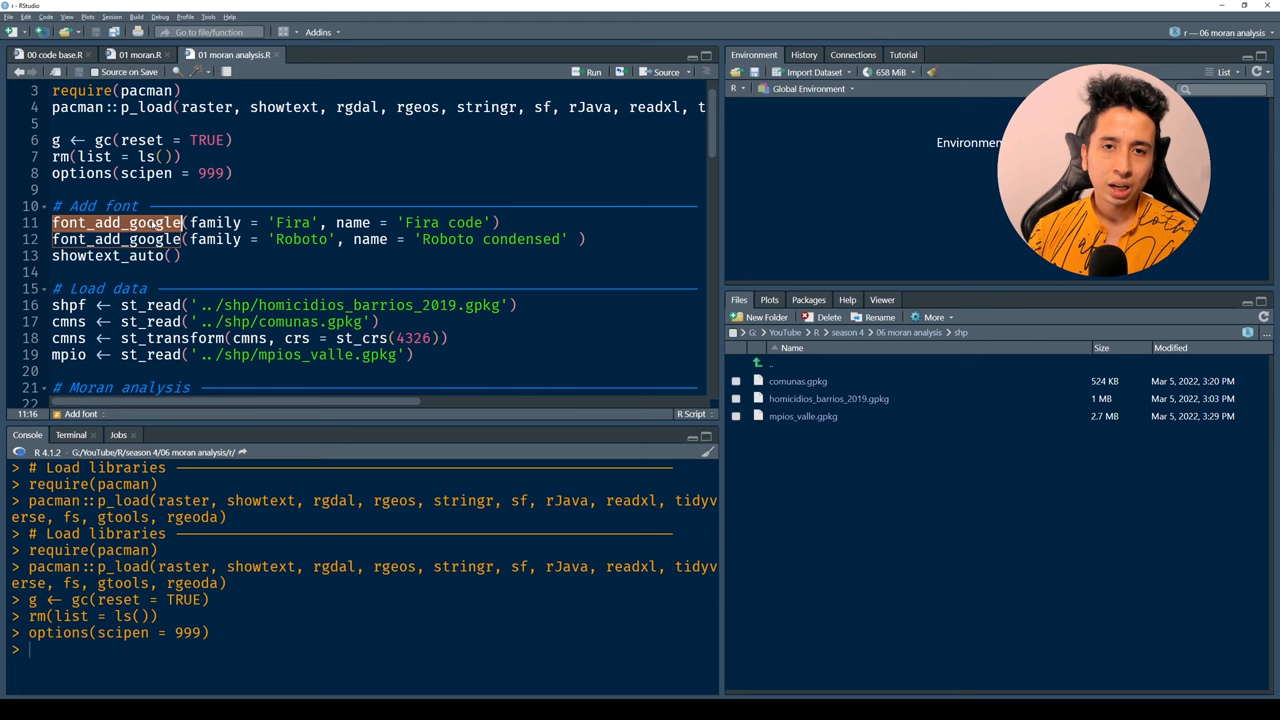 r - RStudio
File Edit Code View Plots Session Build Debug Profile Tools Help
Go to file/function
Addins
r — 06 moran analysis
00 code base.R
01 moran.R
01 moran analysis.R
Source on Save
Run
Source
3 require(pacman)
4 pacman::p_load(raster, showtext, rgdal, rgeos, stringr, sf, rJava, readxl, t
5
6 g ← gc(reset = TRUE)
7 rm(list = ls())
8 options(scipen = 999)
9
10 # Add font
11 font_add_google(family = 'Fira', name = 'Fira code')
12 font_add_google(family = 'Roboto', name = 'Roboto condensed' )
13 showtext_auto()
14
15 # Load data
16 shpf ← st_read('../shp/homicidios_barrios_2019.gpkg')
17 cmns ← st_read('../shp/comunas.gpkg')
18 cmns ← st_transform(cmns, crs = st_crs(4326))
19 mpio ← st_read('../shp/mpios_valle.gpkg')
20
21 # Moran analysis
22
11:16
Add font
R Script
Console Terminal Jobs
R 4.1.2 · G:/YouTube/R/season 4/06 moran analysis/r/
> # Load libraries
> require(pacman)
> pacman::p_load(raster, showtext, rgdal, rgeos, stringr, sf, rJava, readxl, tidyv
erse, fs, gtools, rgeoda)
> # Load libraries
> require(pacman)
> pacman::p_load(raster, showtext, rgdal, rgeos, stringr, sf, rJava, readxl, tidyv
erse, fs, gtools, rgeoda)
> g ← gc(reset = TRUE)
> rm(list = ls())
> options(scipen = 999)
>
Environment History Connections Tutorial
Import Dataset
658 MiB
List
R
Global Environment
Environmen
Files Plots Packages Help Viewer
New Folder Delete Rename More
G: YouTube R season 4 06 moran analysis shp
Name Size Modified
..
comunas.gpkg 524 KB Mar 5, 2022, 3:20 PM
homicidios_barrios_2019.gpkg 1 MB Mar 5, 2022, 3:03 PM
mpios_valle.gpkg 2.7 MB Mar 5, 2022, 3:29 PM